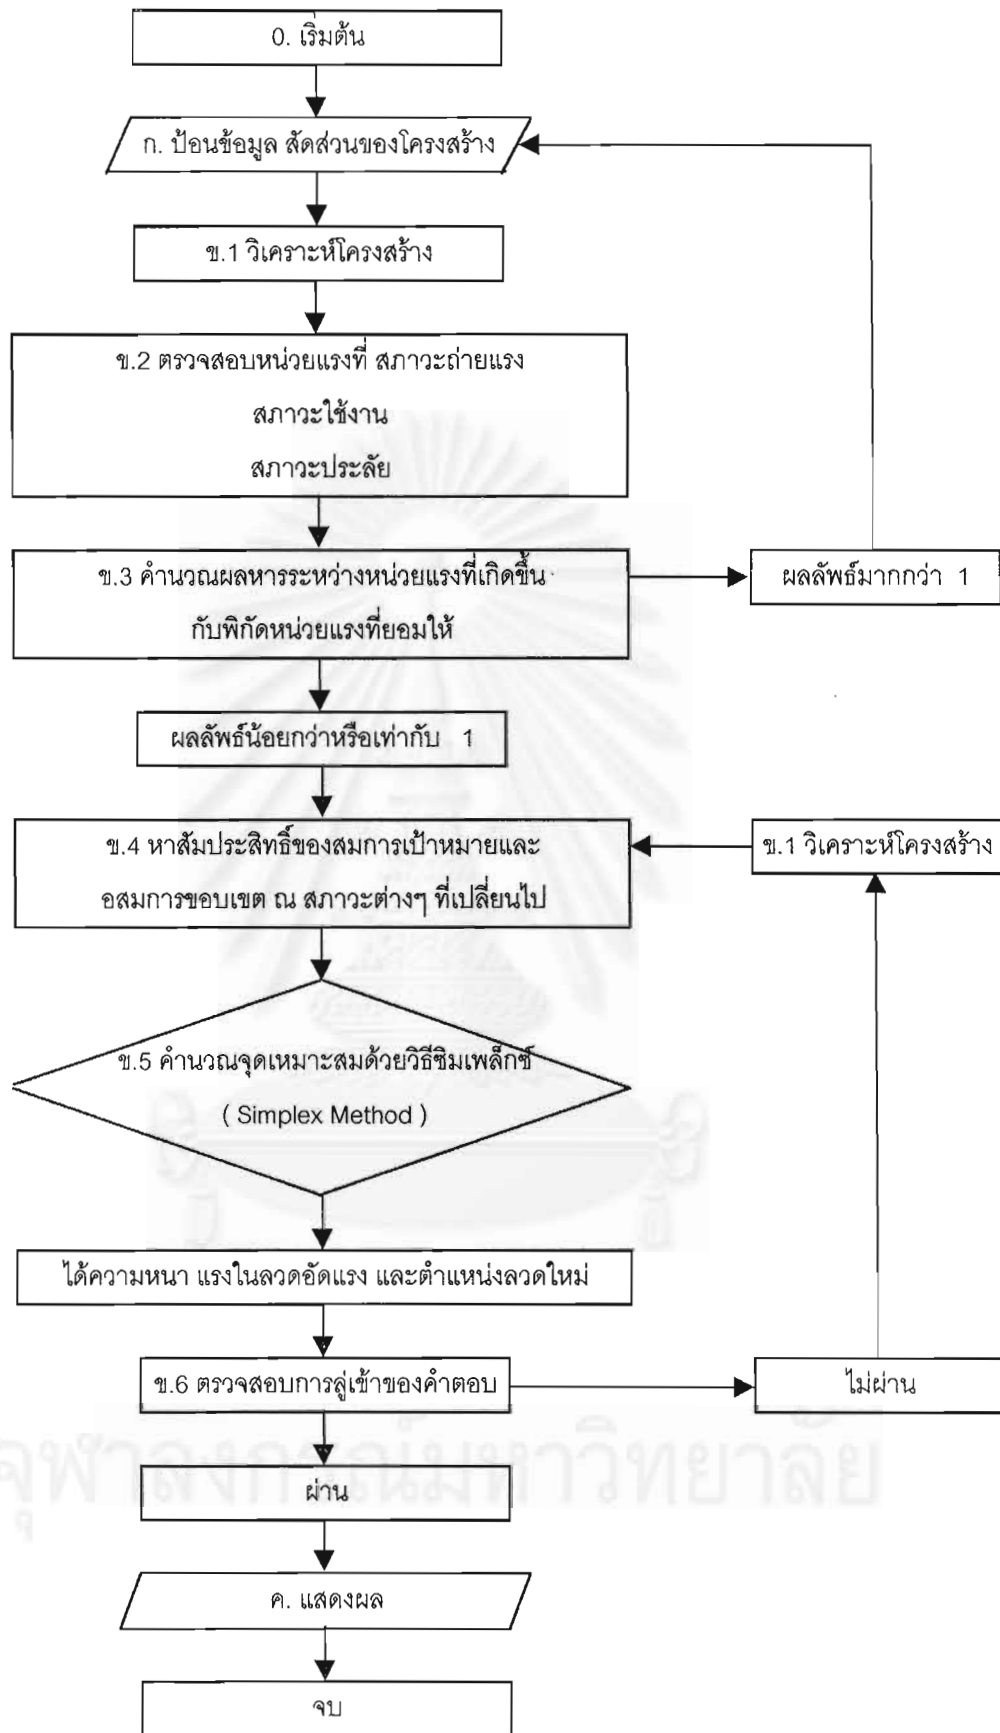 0. เริ่มต้น
ก. ป้อนข้อมูล สัดส่วนของโครงสร้าง
ข.1 วิเคราะห์โครงสร้าง
ข.2 ตรวจสอบหน่วยแรงที่ สภาวะถ่ายแรง
สภาวะใช้งาน
สภาวะประลัย
ข.3 คำนวณผลหารระหว่างหน่วยแรงที่เกิดขึ้น
กับพิกัดหน่วยแรงที่ยอมให้
ผลลัพธ์มากกว่า 1
ผลลัพธ์น้อยกว่าหรือเท่ากับ 1
ข.4 หาสัมประสิทธิ์ของสมการเป้าหมายและ
อสมการขอบเขต ณ สภาวะต่างๆ ที่เปลี่ยนไป
ข.1 วิเคราะห์โครงสร้าง
ข.5 คำนวณจุดเหมาะสมด้วยวิธีซิมเพล็กซ์
( Simplex Method )
ได้ความหนา แรงในลวดอัดแรง และตำแหน่งลวดใหม่
ข.6 ตรวจสอบการลู่เข้าของคำตอบ
ไม่ผ่าน
ผ่าน
จุฬาลงกรณ์มหาวิทยาลัย
ค. แสดงผล
จบ